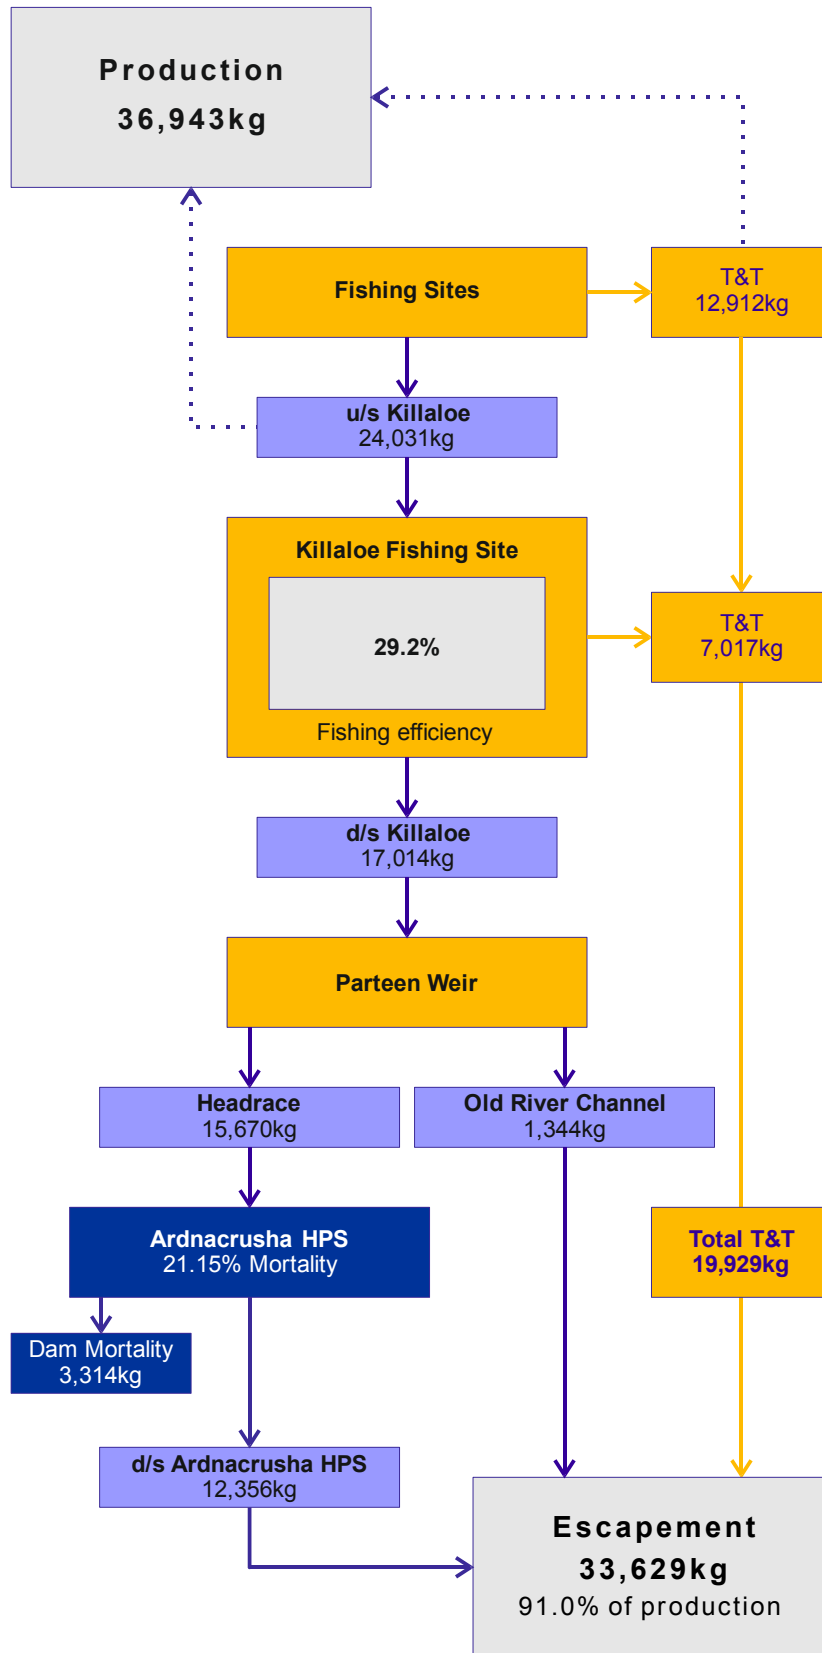 Production
36,943kg
Fishing Sites
T&T
12,912kg
u/s Killaloe
24,031kg
Killaloe Fishing Site
29.2%
Fishing efficiency
T&T
7,017kg
d/s Killaloe
17,014kg
Parteen Weir
Headrace
15,670kg
Old River Channel
1,344kg
Ardnacrusha HPS
21.15% Mortality
Total T&T
19,929kg
Dam Mortality
3,314kg
d/s Ardnacrusha HPS
12,356kg
Escapement
33,629kg
91.0% of production